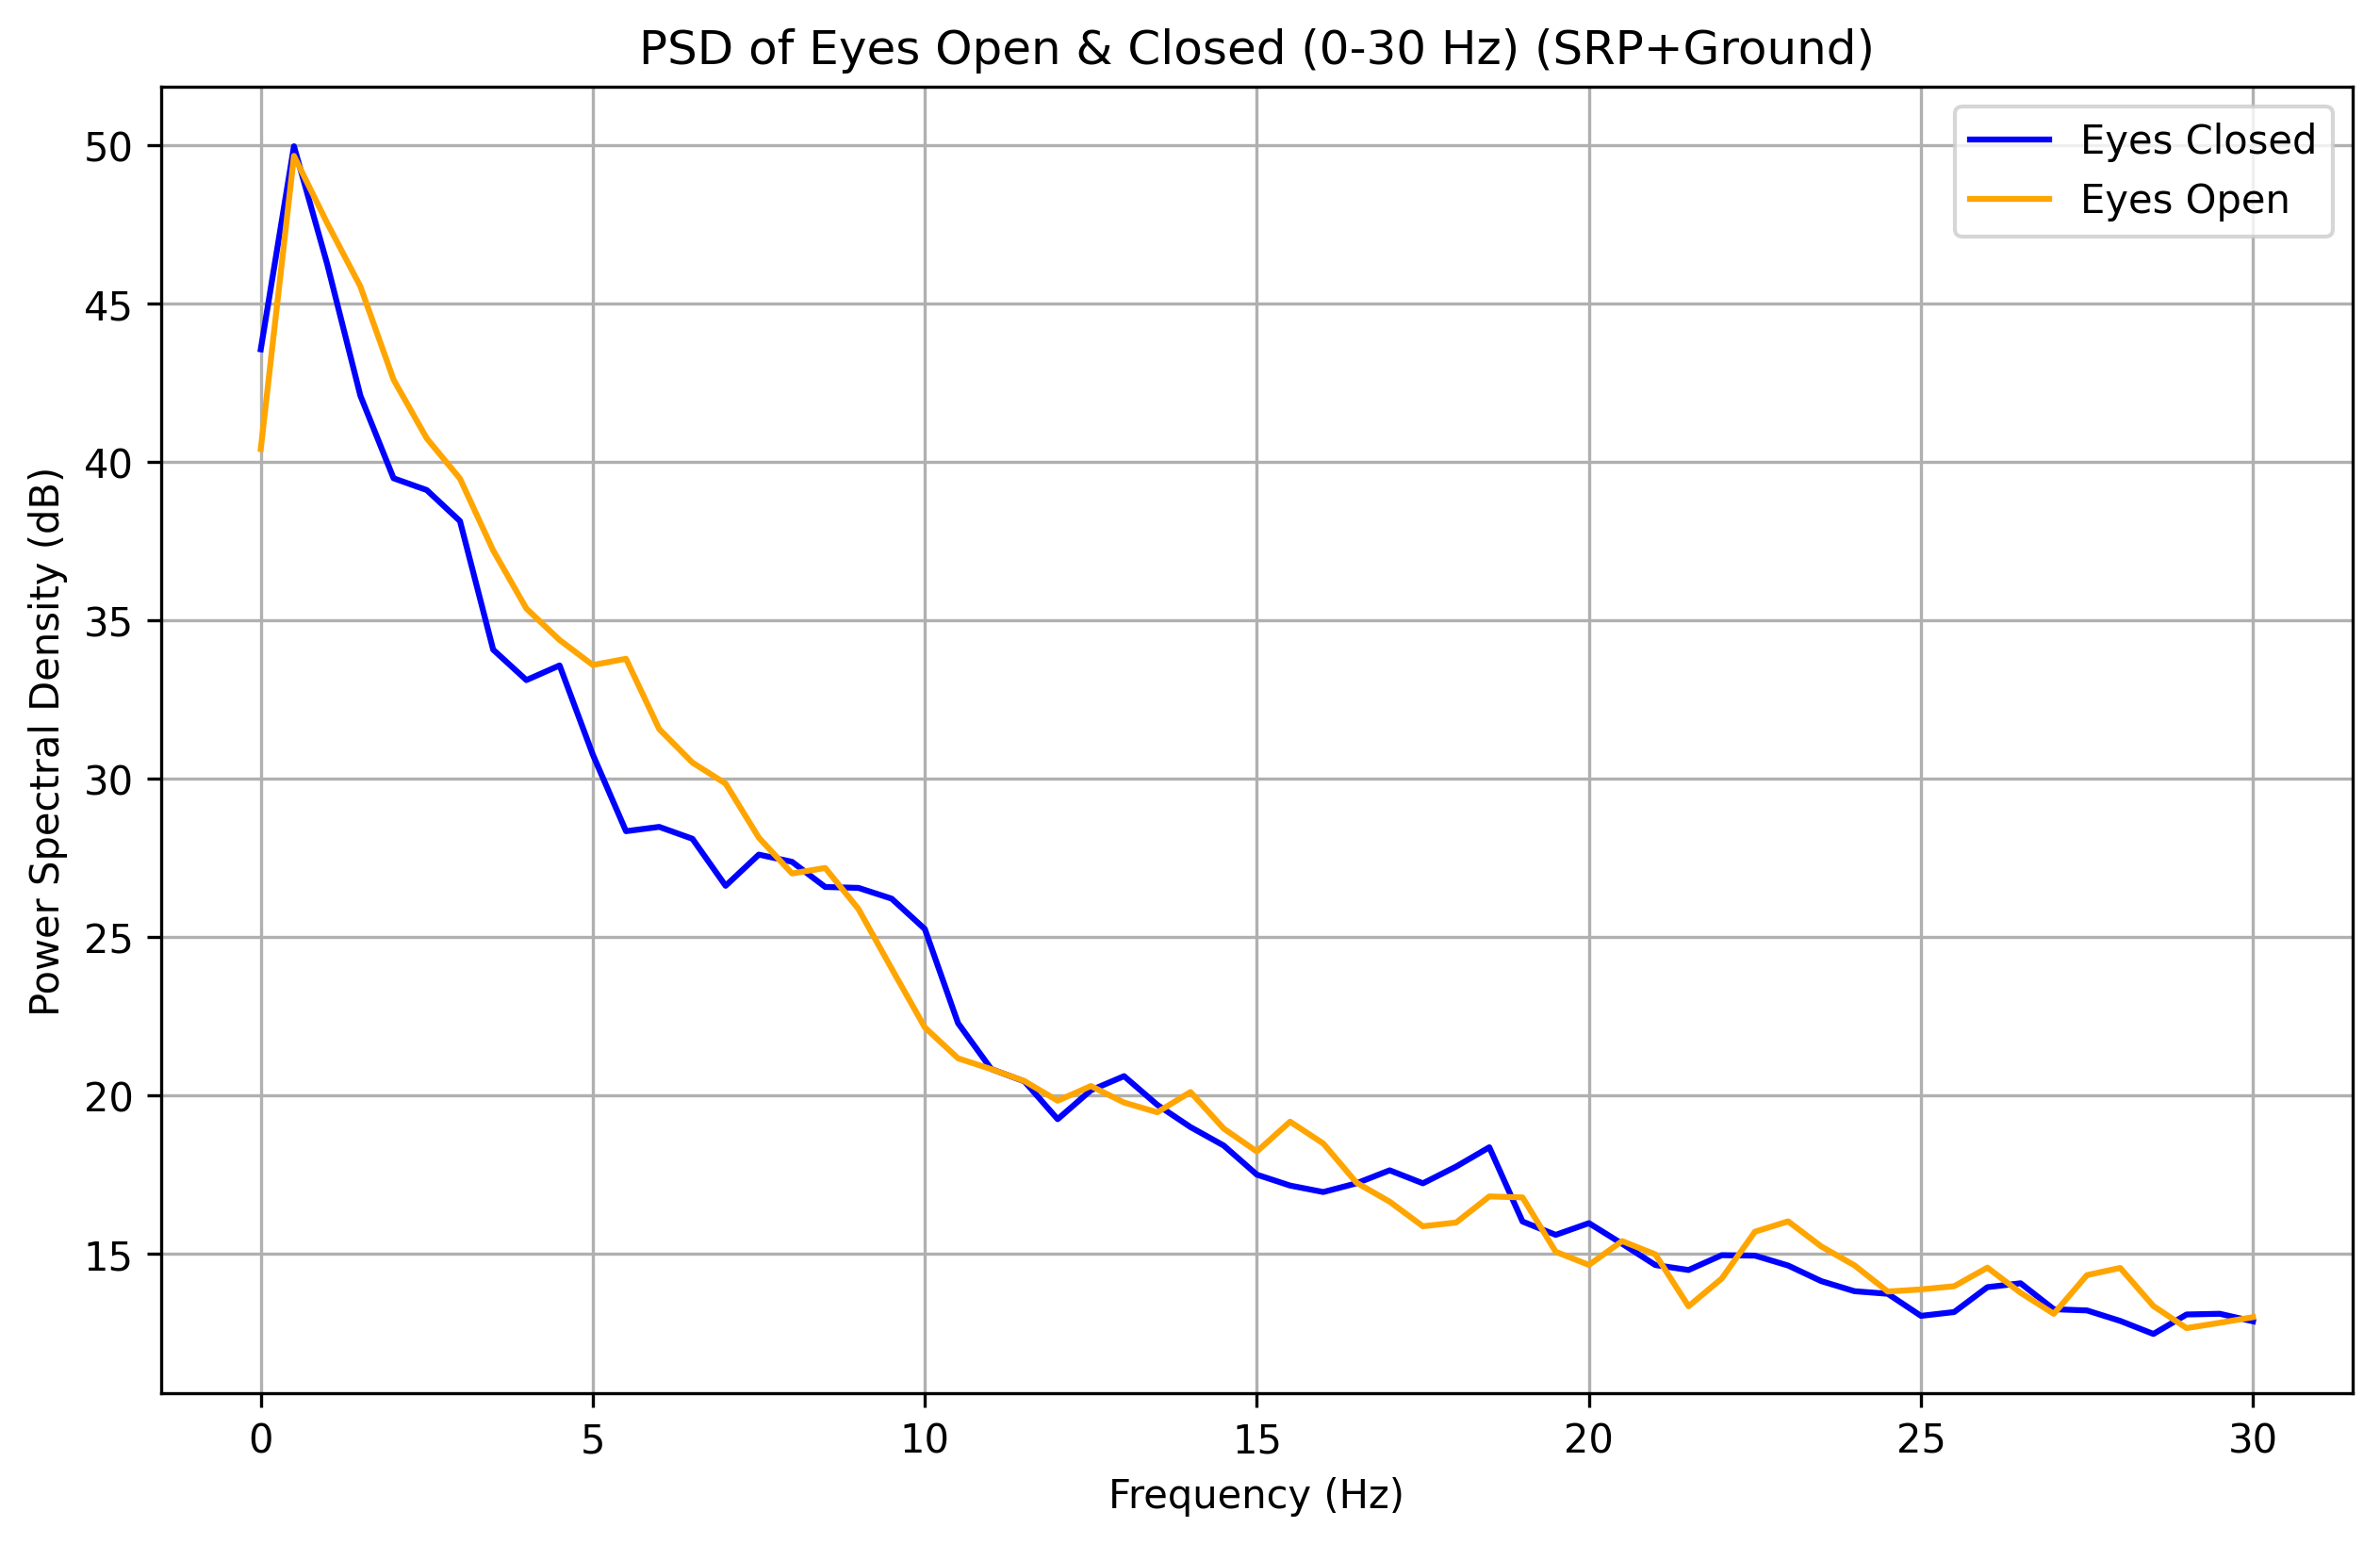 PSD of Eyes Open & Closed (0-30 Hz) (SRP+Ground)
Eyes Closed
Eyes Open
Power Spectral Density (dB)
50
45
40
35
30
25
20
15
0 5 10 15 20 25 30
Frequency (Hz)